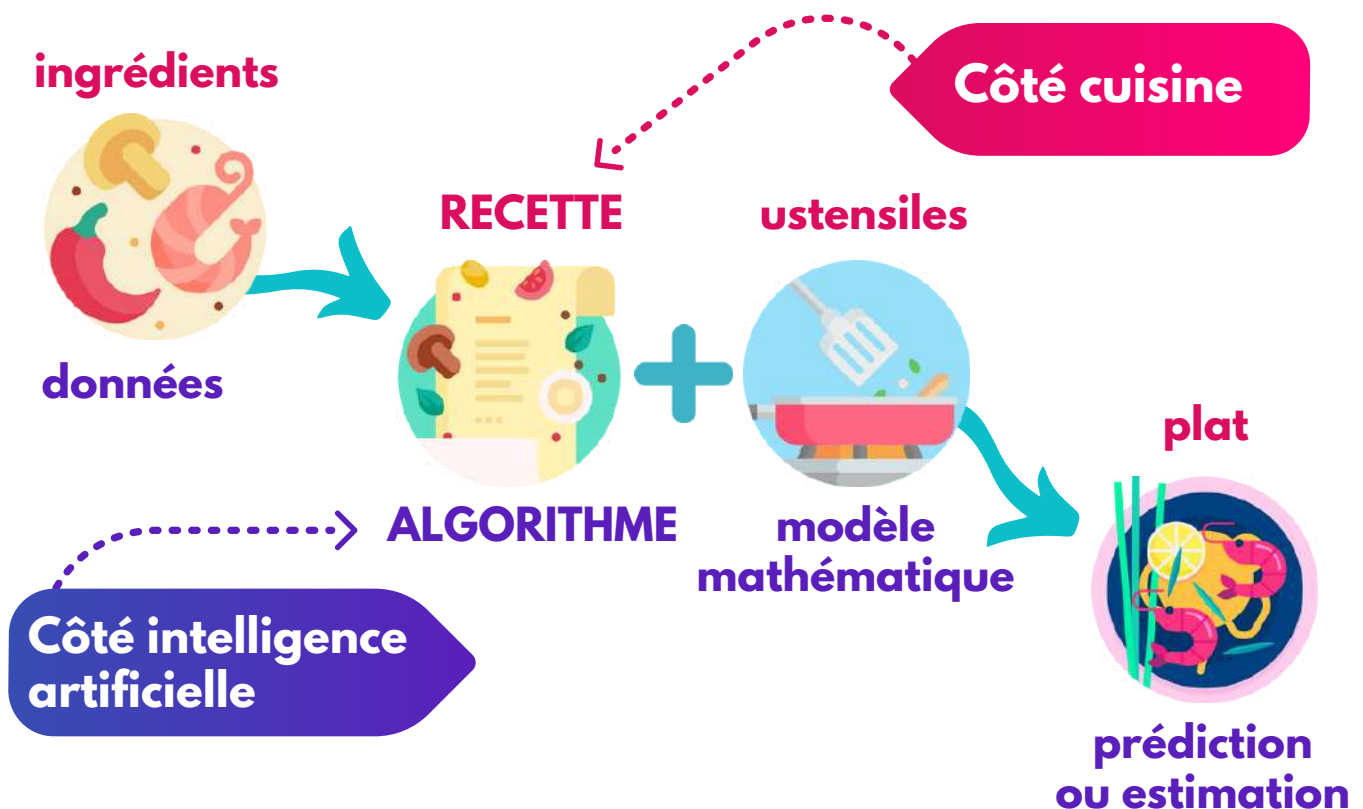 ingrédients
Côté cuisine
RECETTE
ustensiles
données
plat
ALGORITHME
modèle
mathématique
Côté intelligence
artificielle
prédiction
ou estimation